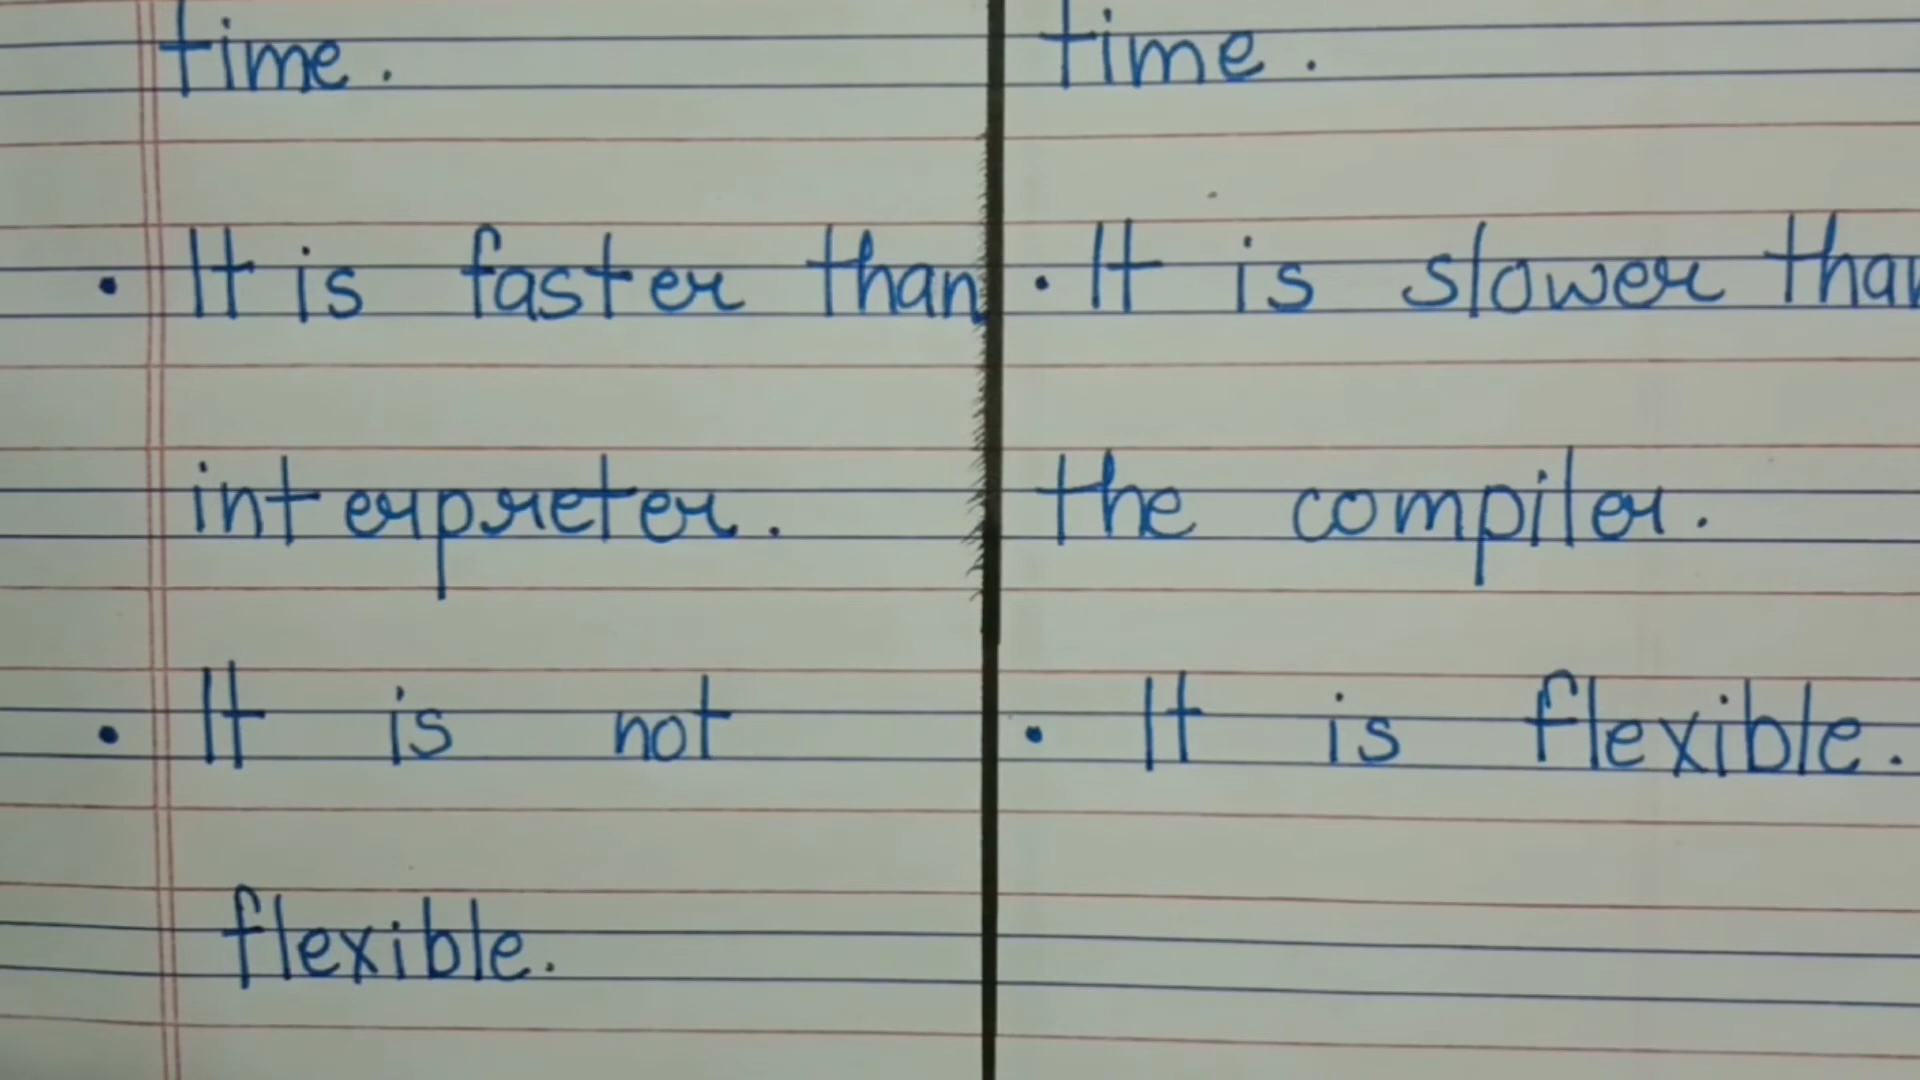 time.
• It is faster than
interpreter.
• It is not
flexible.
time.
• It is slower than
the compiler.
• It is flexible.